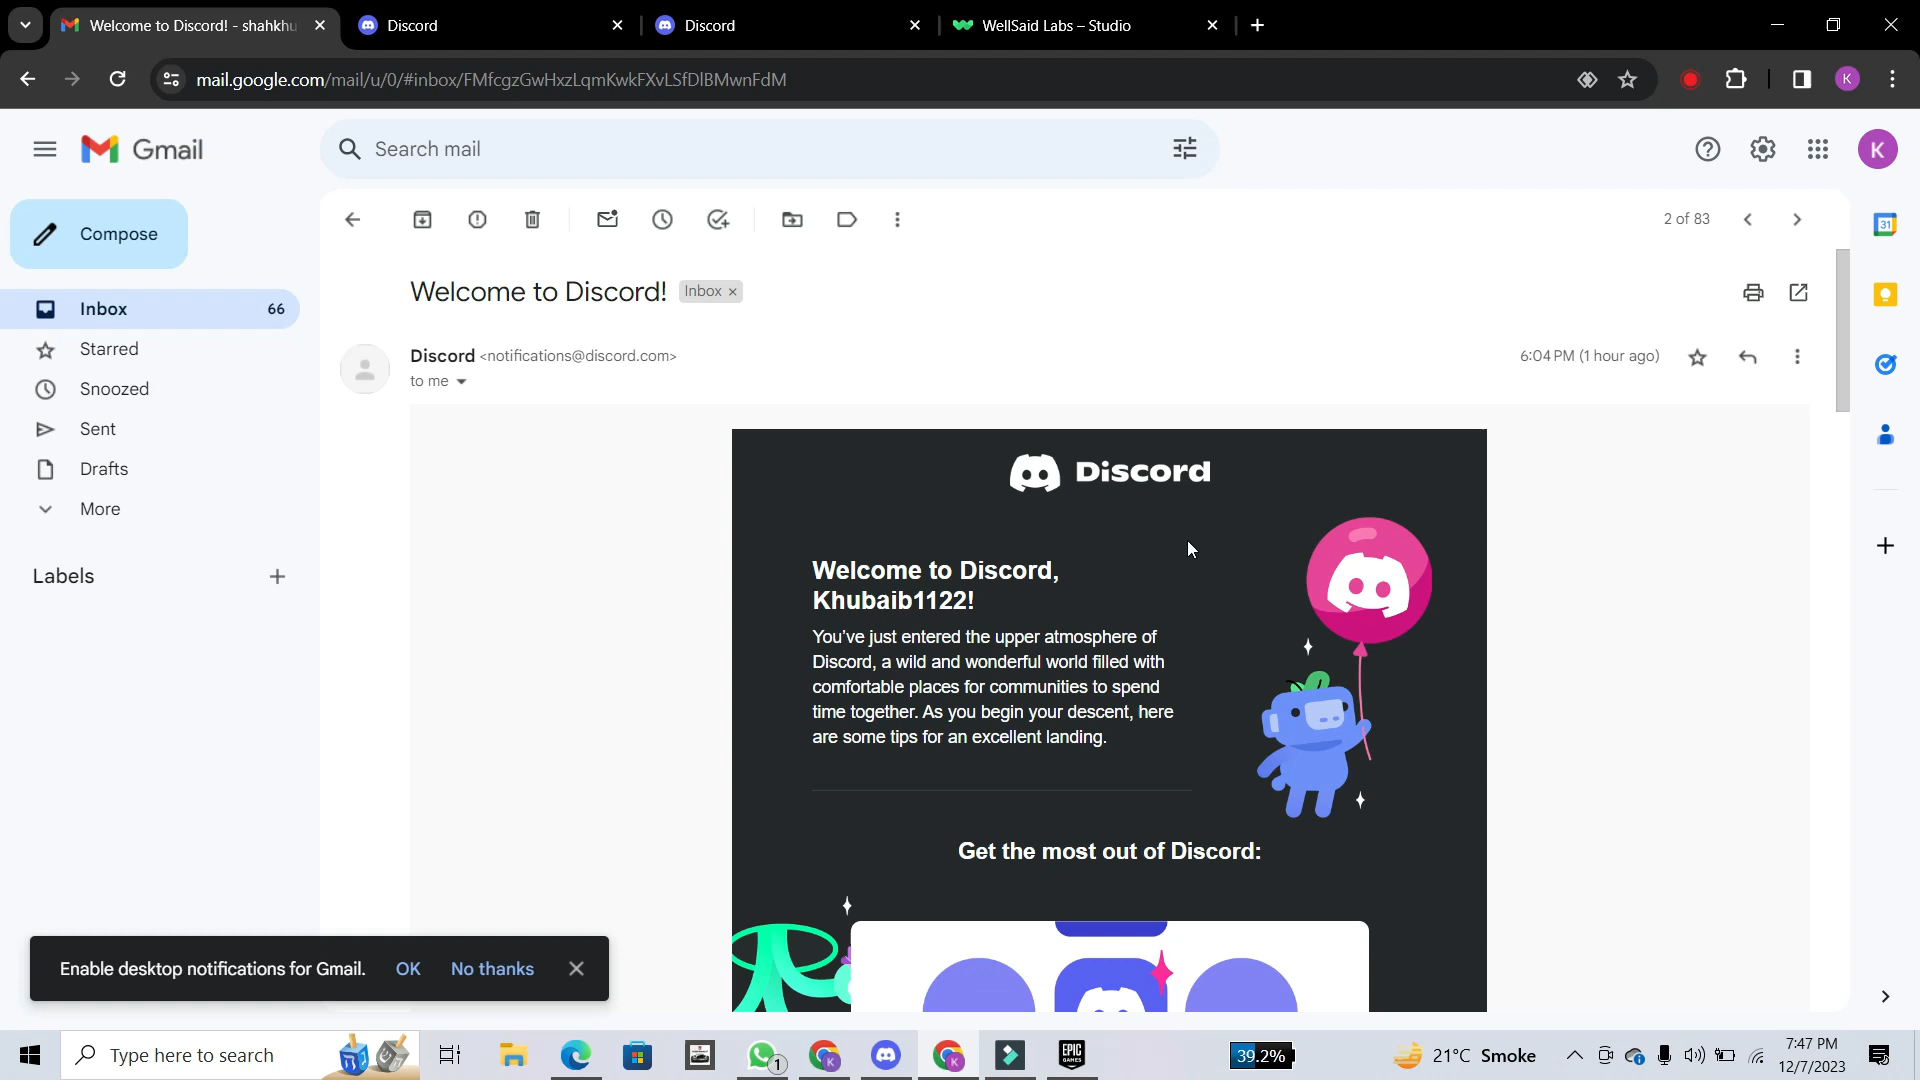 Welcome to Discord! - shahkhu
Discord
Discord
WellSaid Labs – Studio
mail.google.com/mail/u/0/#inbox/FMfcgzGwHxzLqmKwkFXvLSfDlBMwnFdM
K
Gmail
Search mail
K
Compose
2 of 83
31
Welcome to Discord!
Inbox ×
Inbox
66
Starred
Snoozed
Sent
Drafts
More
Labels
Discord <notifications@discord.com>
6:04 PM (1 hour ago)
to me
Discord
Welcome to Discord,
Khubaib1122!
You've just entered the upper atmosphere of
Discord, a wild and wonderful world filled with
comfortable places for communities to spend
time together. As you begin your descent, here
are some tips for an excellent landing.
Get the most out of Discord:
Enable desktop notifications for Gmail.
OK
No thanks
Type here to search
1
K
K
EPIC
GAMES
39.2%
21°C Smoke
7:47 PM
12/7/2023